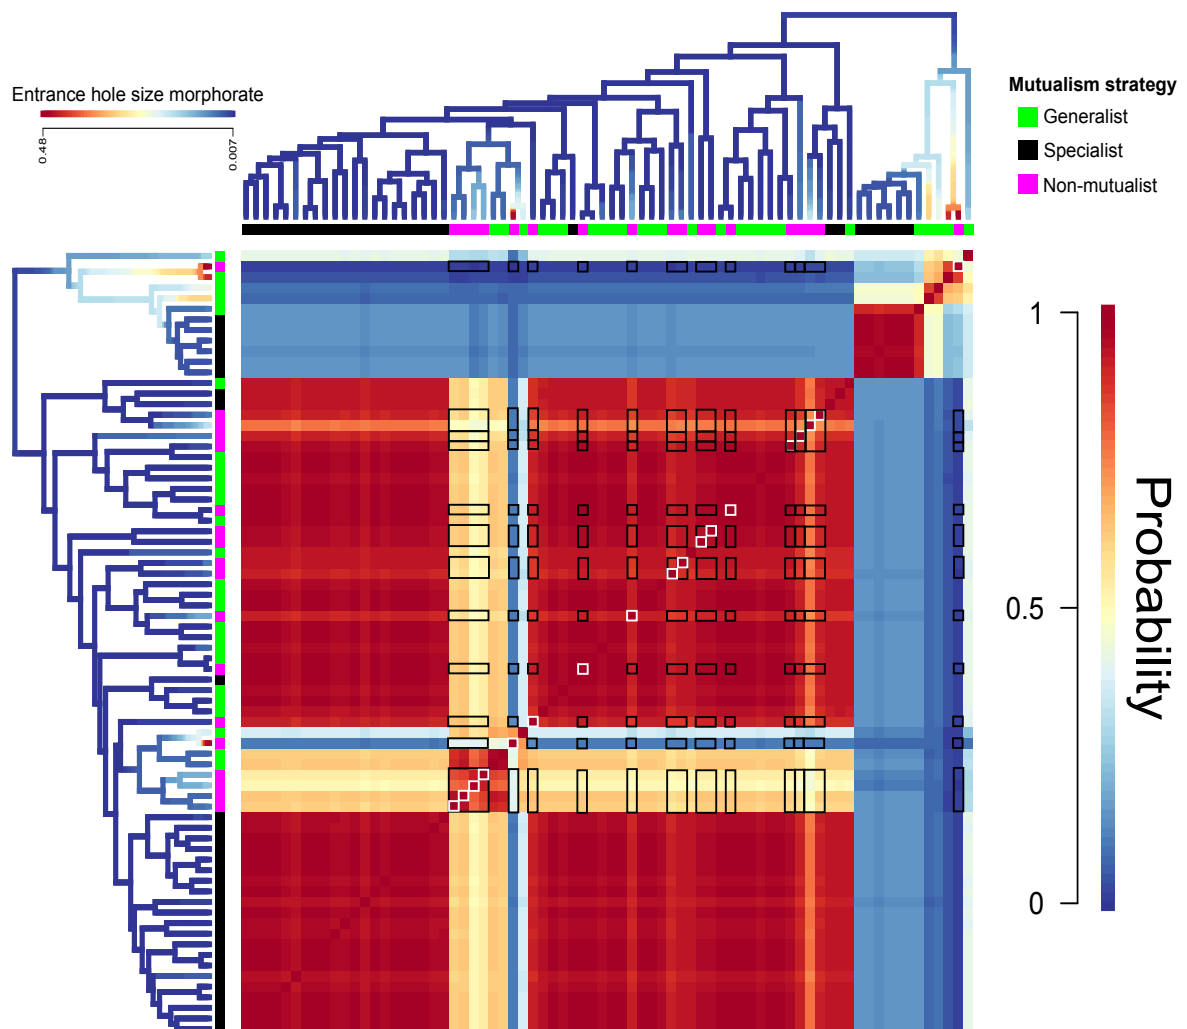 Entrance hole size morphorate
0.48
0.007
Mutualism strategy
Generalist
Specialist
Non-mutualist
1
0.5
0
Probability